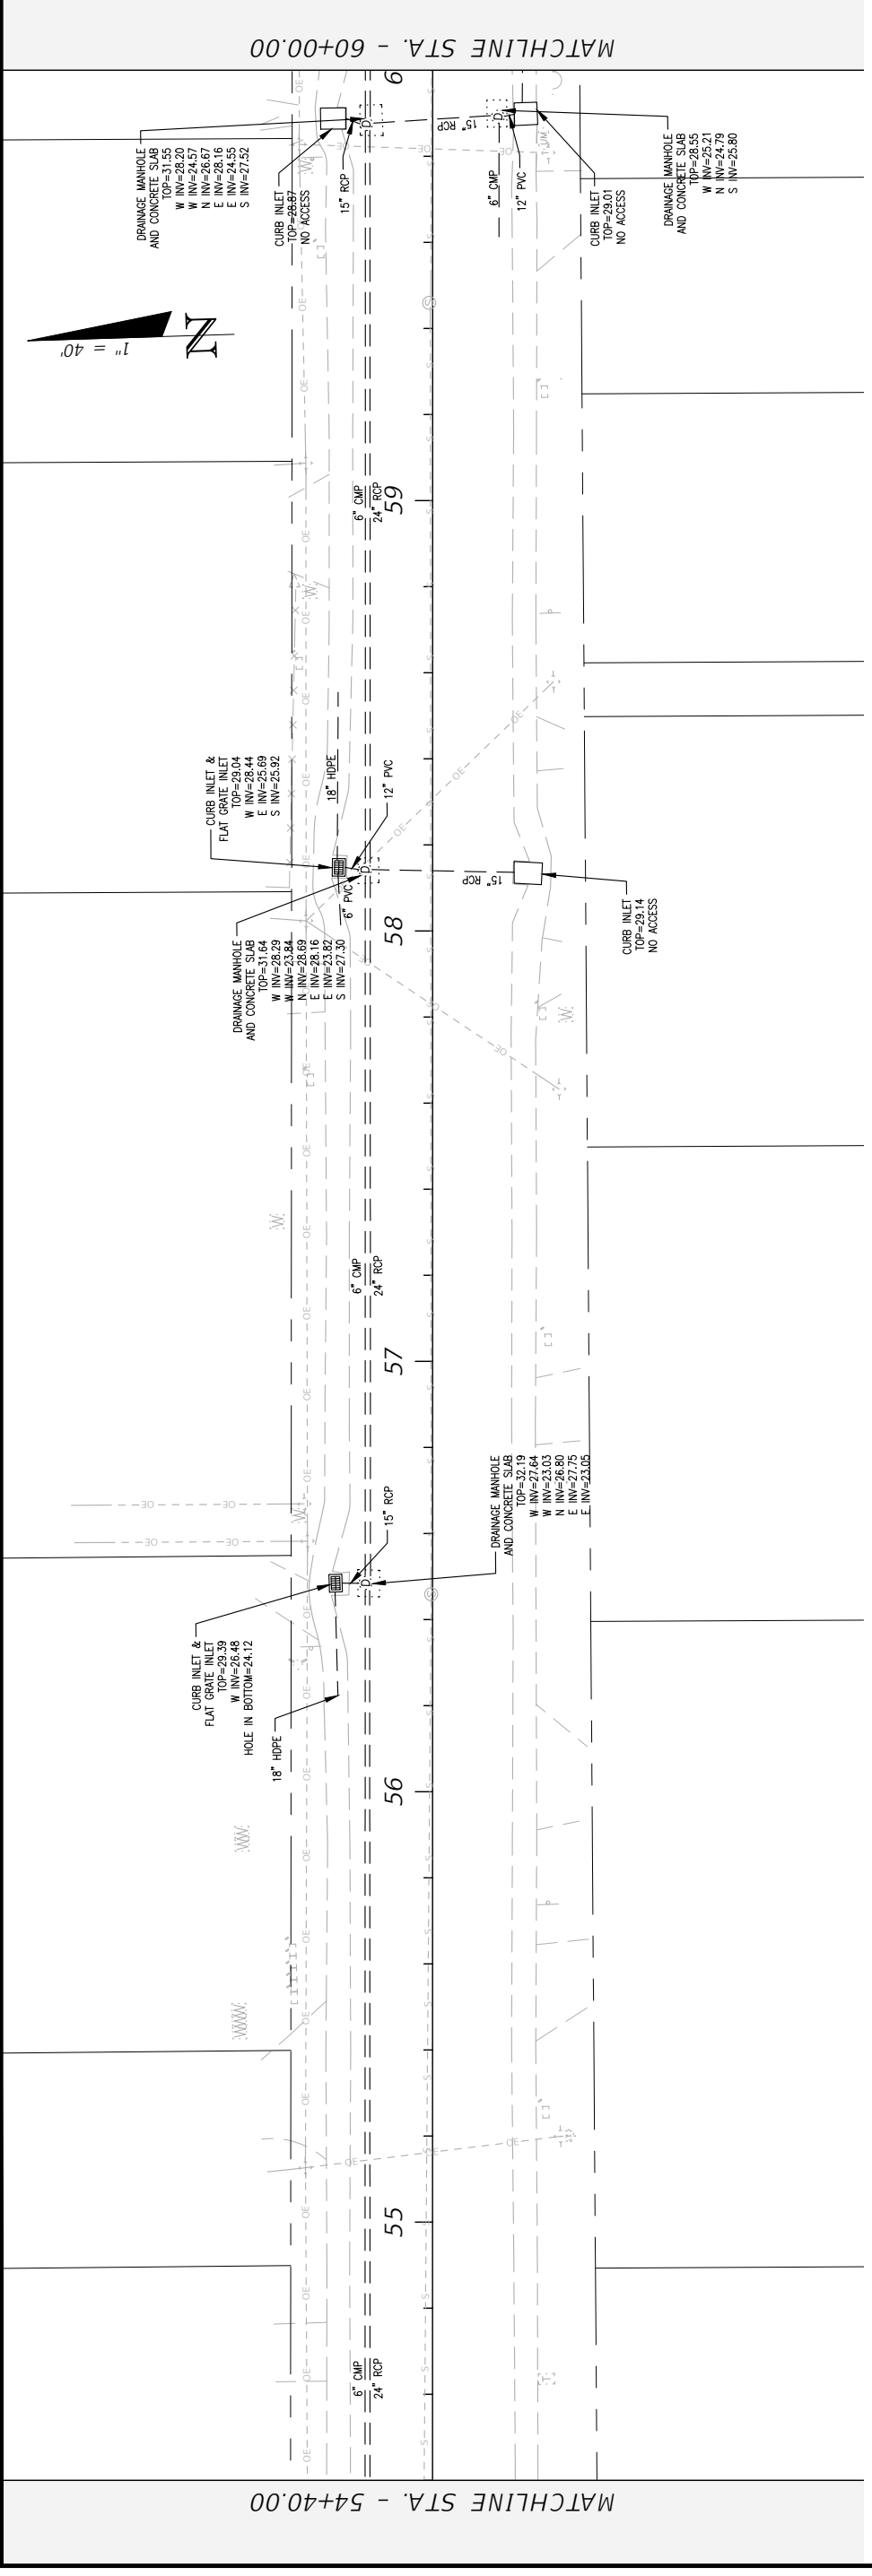 MATCHLINE STA. - 60+00.00
DRAINAGE MANHOLE
AND CONCRETE SLAB
TOP=31.55
W INV=28.20
W INV=24.57
N INV=26.67
E INV=28.16
E INV=24.55
S INV=27.52
CURB INLET
TOP=28.87
NO ACCESS
15" RCP
6
15" RCP
6" CMP
12" PVC
CURB INLET
TOP=29.01
NO ACCESS
DRAINAGE MANHOLE
AND CONCRETE SLAB
TOP=28.55
W INV=25.21
N INV=24.79
S INV=25.80
1" = 40'
N
6" CMP
24" RCP
59
CURB INLET &
FLAT GRATE INLET
TOP=29.04
W INV=28.44
E INV=25.69
S INV=25.92
18" HDPE
12" PVC
6" PVC
15" RCP
DRAINAGE MANHOLE
AND CONCRETE SLAB
TOP=31.64
W INV=28.29
W INV=23.84
N INV=28.69
E INV=28.16
E INV=23.82
S INV=27.30
58
CURB INLET
TOP=29.14
NO ACCESS
6" CMP
24" RCP
57
15" RCP
DRAINAGE MANHOLE
AND CONCRETE SLAB
TOP=32.19
W INV=27.64
W INV=23.03
N INV=26.80
E INV=27.75
E INV=23.05
CURB INLET &
FLAT GRATE INLET
TOP=29.39
W INV=26.48
HOLE IN BOTTOM=24.12
18" HDPE
56
55
6" CMP
24" RCP
MATCHLINE STA. - 54+40.00